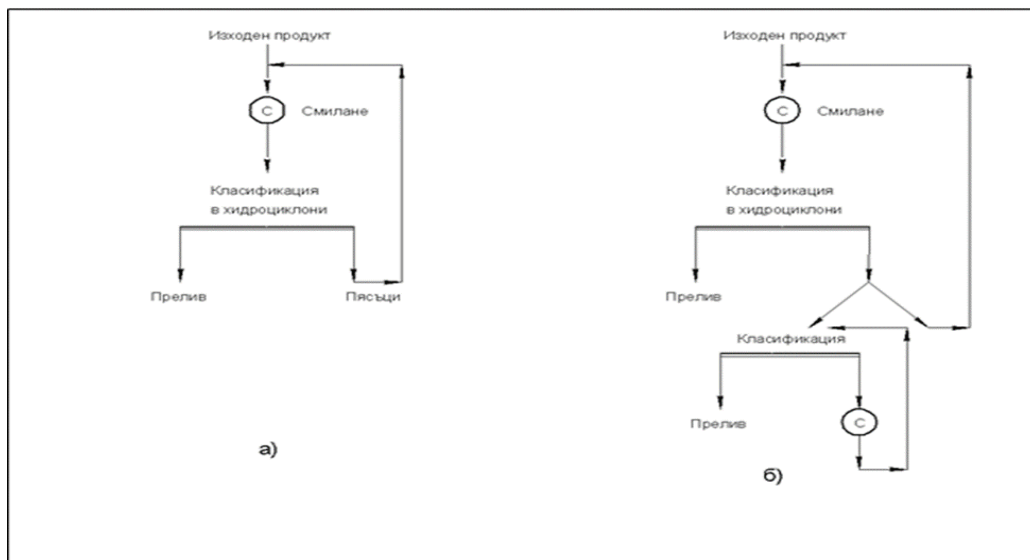 Изходен продукт
С
Смилане
Класификация
в хидроциклони
Прелив
Пясъци
а)
Изходен продукт
С
Смилане
Класификация
в хидроциклони
Прелив
Класификация
Прелив
С
б)